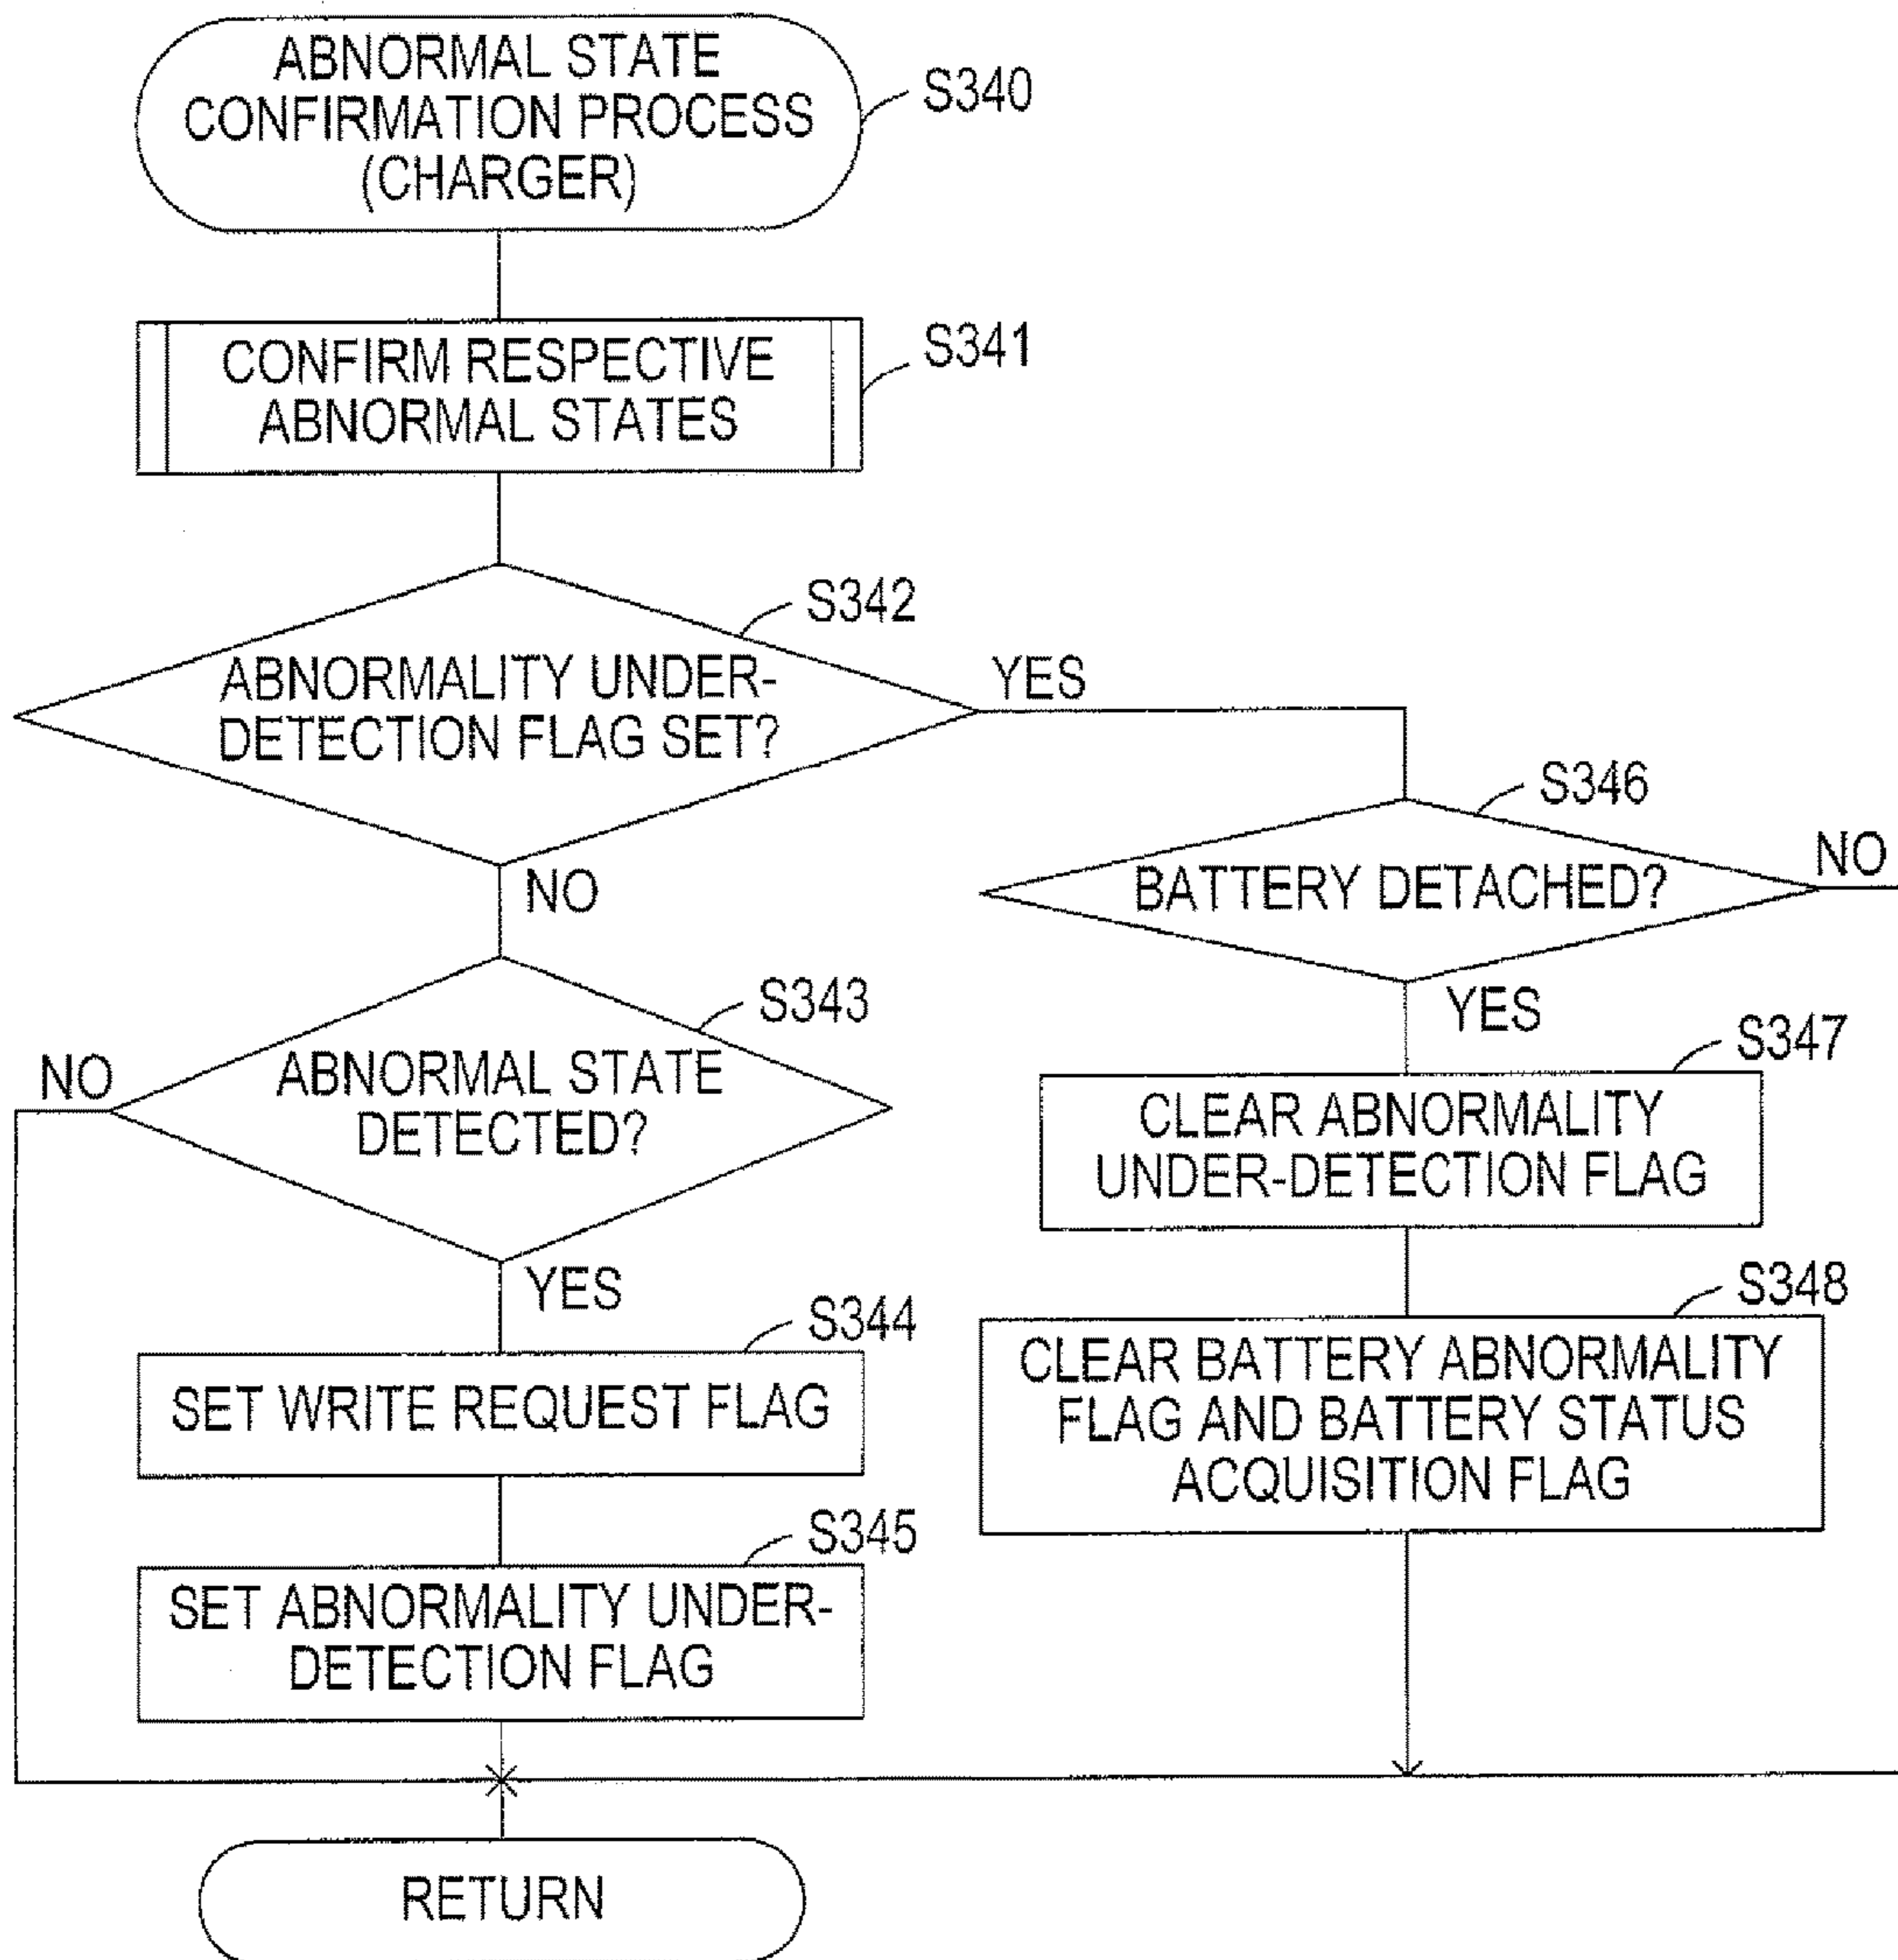 ABNORMAL STATE
CONFIRMATION PROCESS
(CHARGER)
S340
CONFIRM RESPECTIVE
ABNORMAL STATES
S341
S342
ABNORMALITY UNDER-
DETECTION FLAG SET?
YES
NO
S346
BATTERY DETACHED?
NO
YES
S343
ABNORMAL STATE
DETECTED?
NO
YES
S347
CLEAR ABNORMALITY
UNDER-DETECTION FLAG
S344
SET WRITE REQUEST FLAG
S348
CLEAR BATTERY ABNORMALITY
FLAG AND BATTERY STATUS
ACQUISITION FLAG
S345
SET ABNORMALITY UNDER-
DETECTION FLAG
RETURN